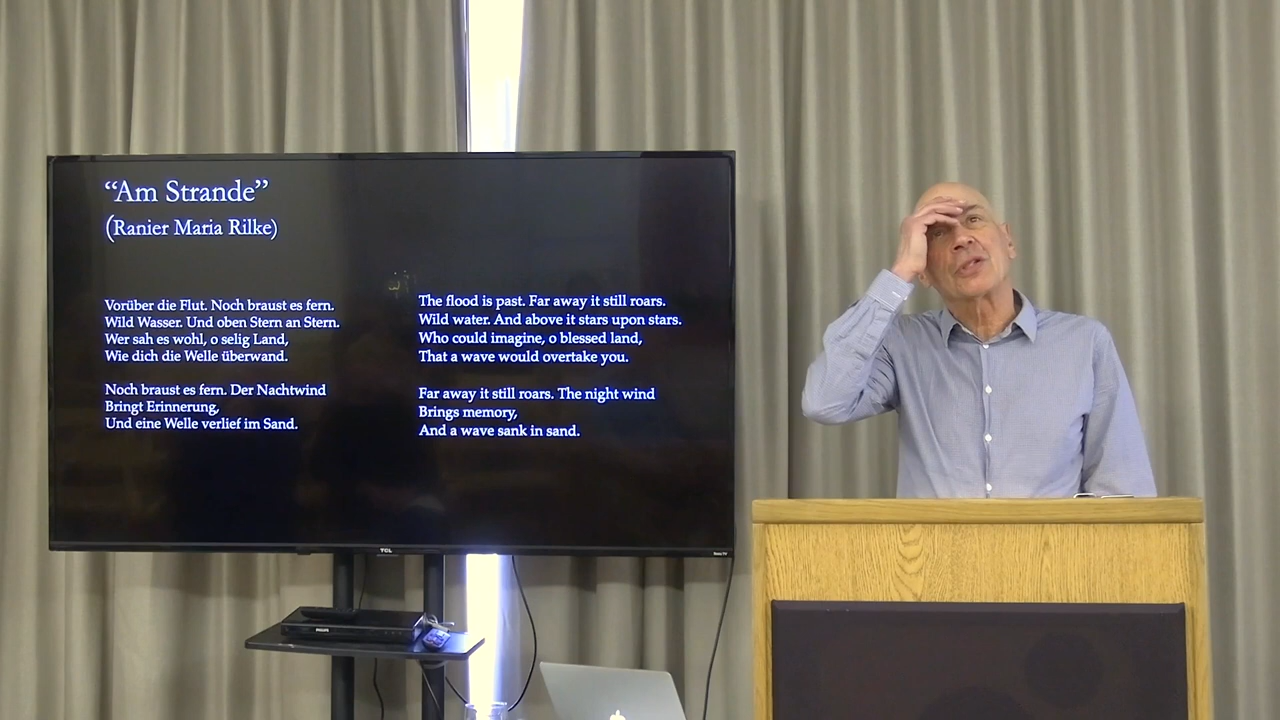 “Am Strande”
(Ranier Maria Rilke)
Vorüber die Flut. Noch braust es fern.
Wild Wasser. Und oben Stern an Stern.
Wer sah es wohl, o selig Land,
Wie dich die Welle überwand.
Noch braust es fern. Der Nachtwind
Bringt Erinnerung,
Und eine Welle verlief im Sand.
The flood is past. Far away it still roars.
Wild water. And above it stars upon stars.
Who could imagine, o blessed land,
That a wave would overtake you.
Far away it still roars. The night wind
Brings memory,
And a wave sank in sand.
TCL
Roku TV
PHILIPS